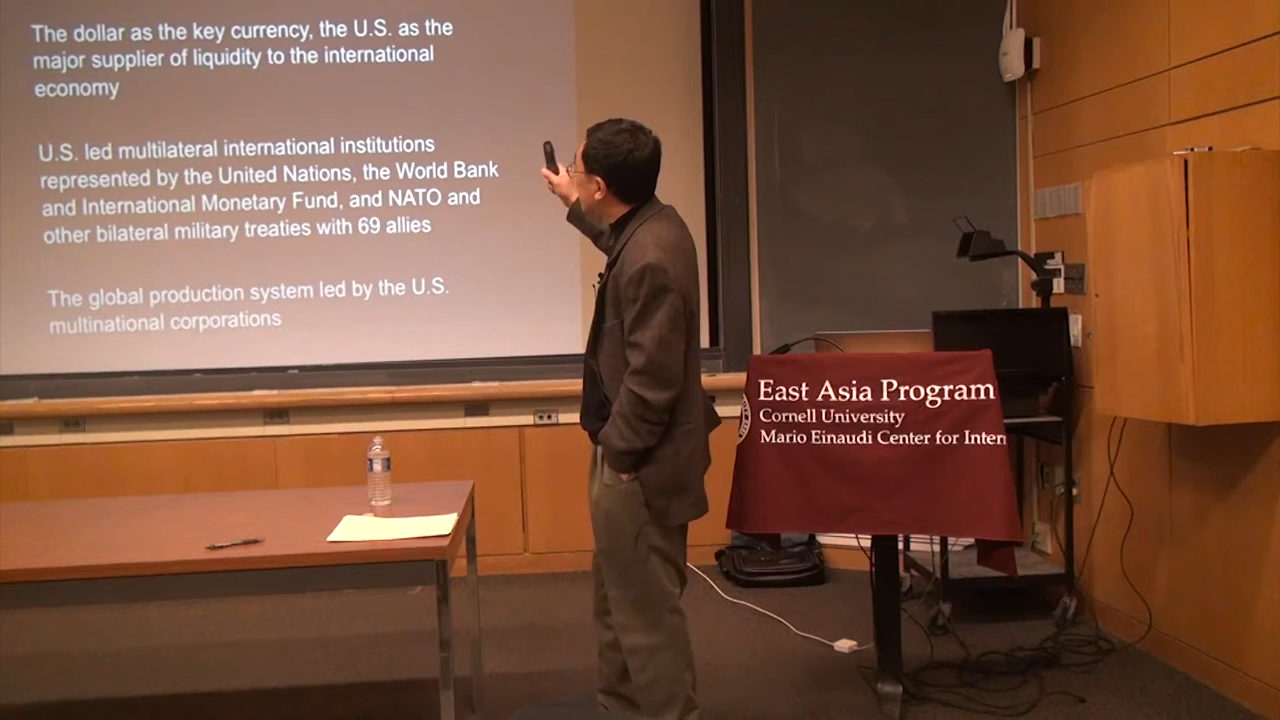 The dollar as the key currency, the U.S. as the
major supplier of liquidity to the international
economy
U.S. led multilateral international institutions
represented by the United Nations, the World Bank
and International Monetary Fund, and NATO and
other bilateral military treaties with 69 allies
The global production system led by the U.S.
multinational corporations
East Asia Program
Cornell University
Mario Einaudi Center for Inter